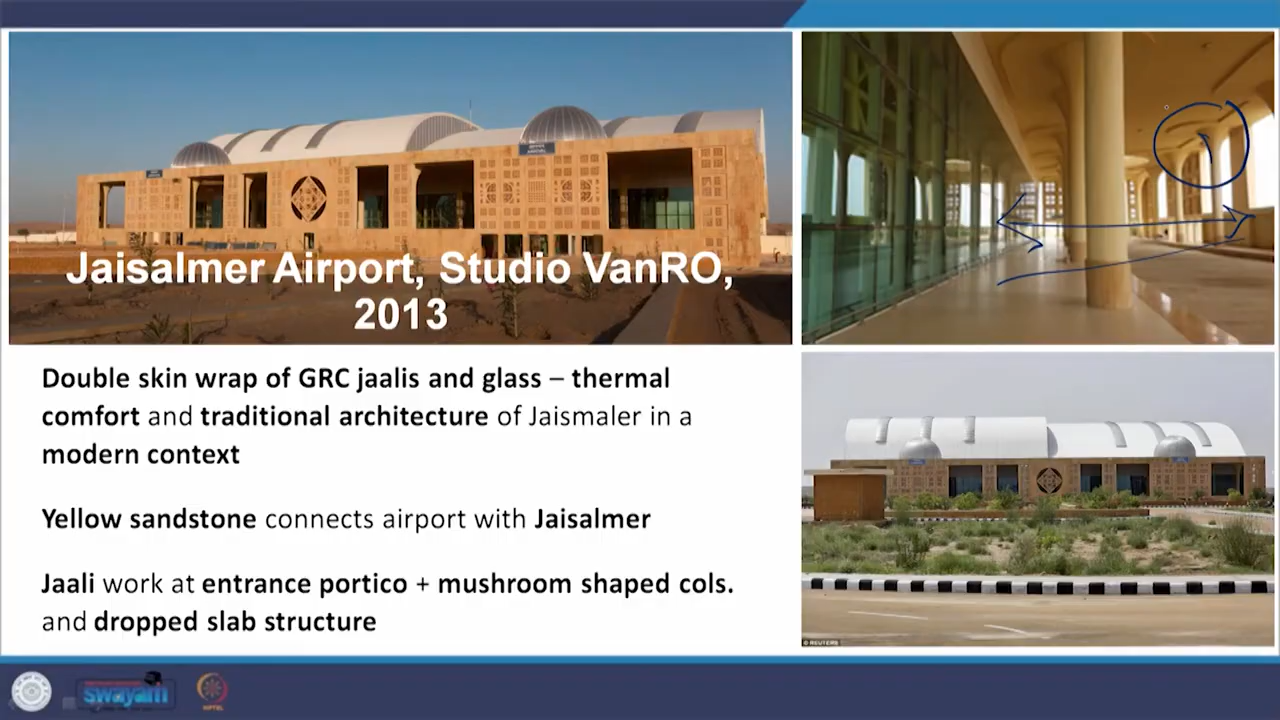 Jaisalmer Airport, Studio VanRO,
2013
Double skin wrap of GRC jaalis and glass – thermal
comfort and traditional architecture of Jaismaler in a
modern context
Yellow sandstone connects airport with Jaisalmer
Jaali work at entrance portico + mushroom shaped cols.
and dropped slab structure
© REUTERS
swayam